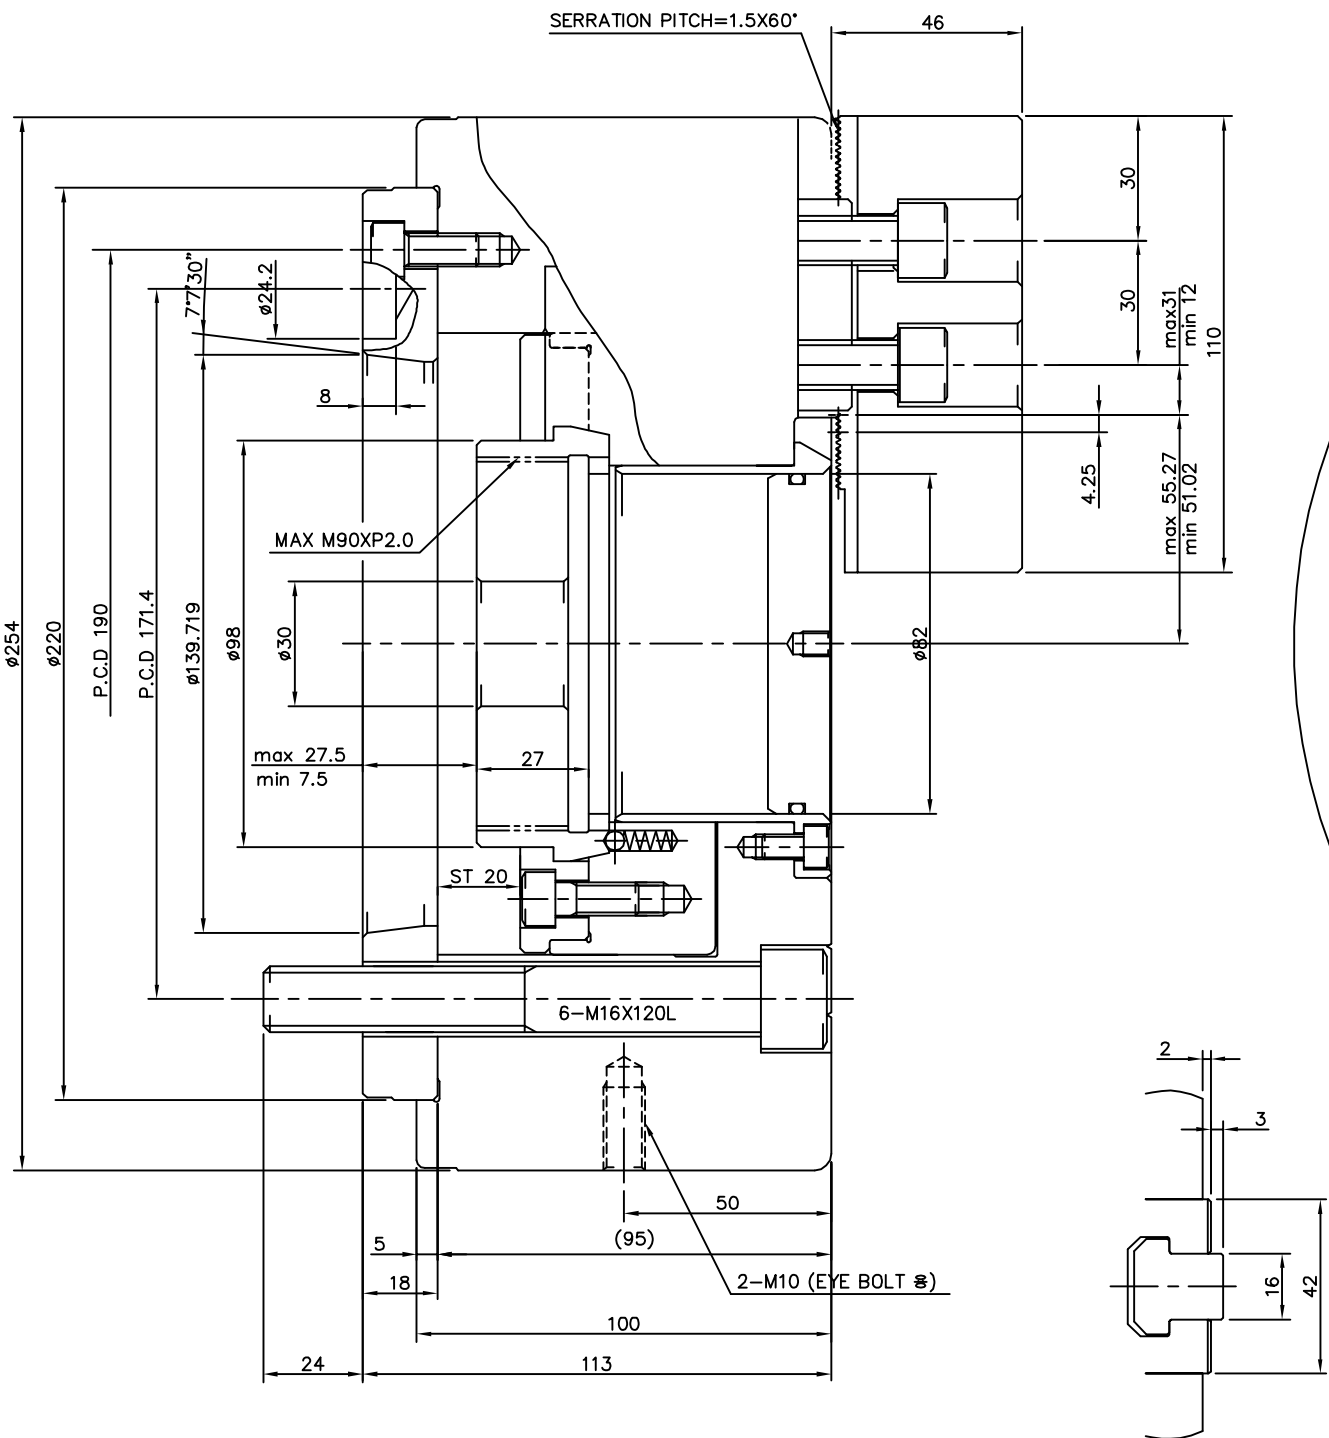 SERRATION PITCH=1.5X60°
46
30
30
max31
min 12
110
7°7'30"
ø24.2
8
4.25
max 55.27
min 51.02
MAX M90XP2.0
ø254
ø220
P.C.D 190
P.C.D 171.4
ø139.719
ø98
ø30
ø82
max 27.5
min 7.5
27
ST 20
6-M16X120L
2
3
50
(95)
5
2-M10 (EYE BOLT 용)
18
16
42
100
24
113